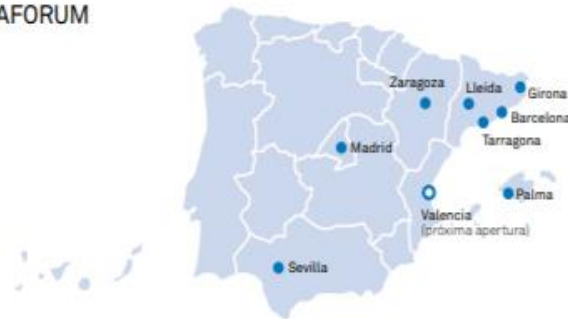 AFORUM
Zaragoza
Lleida
Girona
Barcelona
Tarragona
Madrid
Palma
Valencia
(próxima apertura)
Sevilla